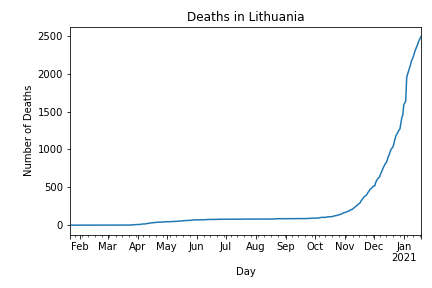 Deaths in Lithuania
Number of Deaths
2500
2000
1500
1000
500
0
Feb Mar Apr May Jun Jul Aug Sep Oct Nov Dec Jan
2021
Day